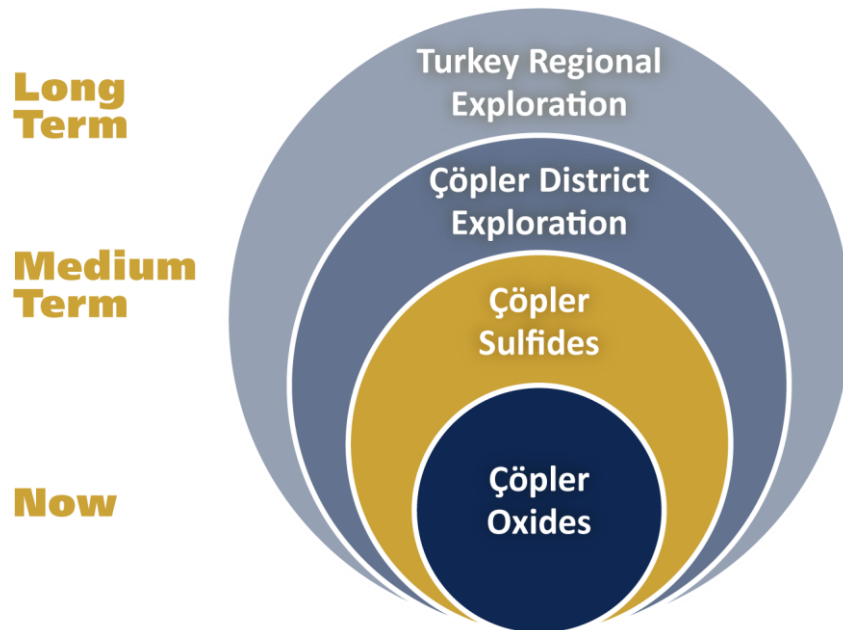 Long
Term
Turkey Regional
Exploration
Çöpler District
Exploration
Medium
Term
Çöpler
Sulfides
Now
Çöpler
Oxides